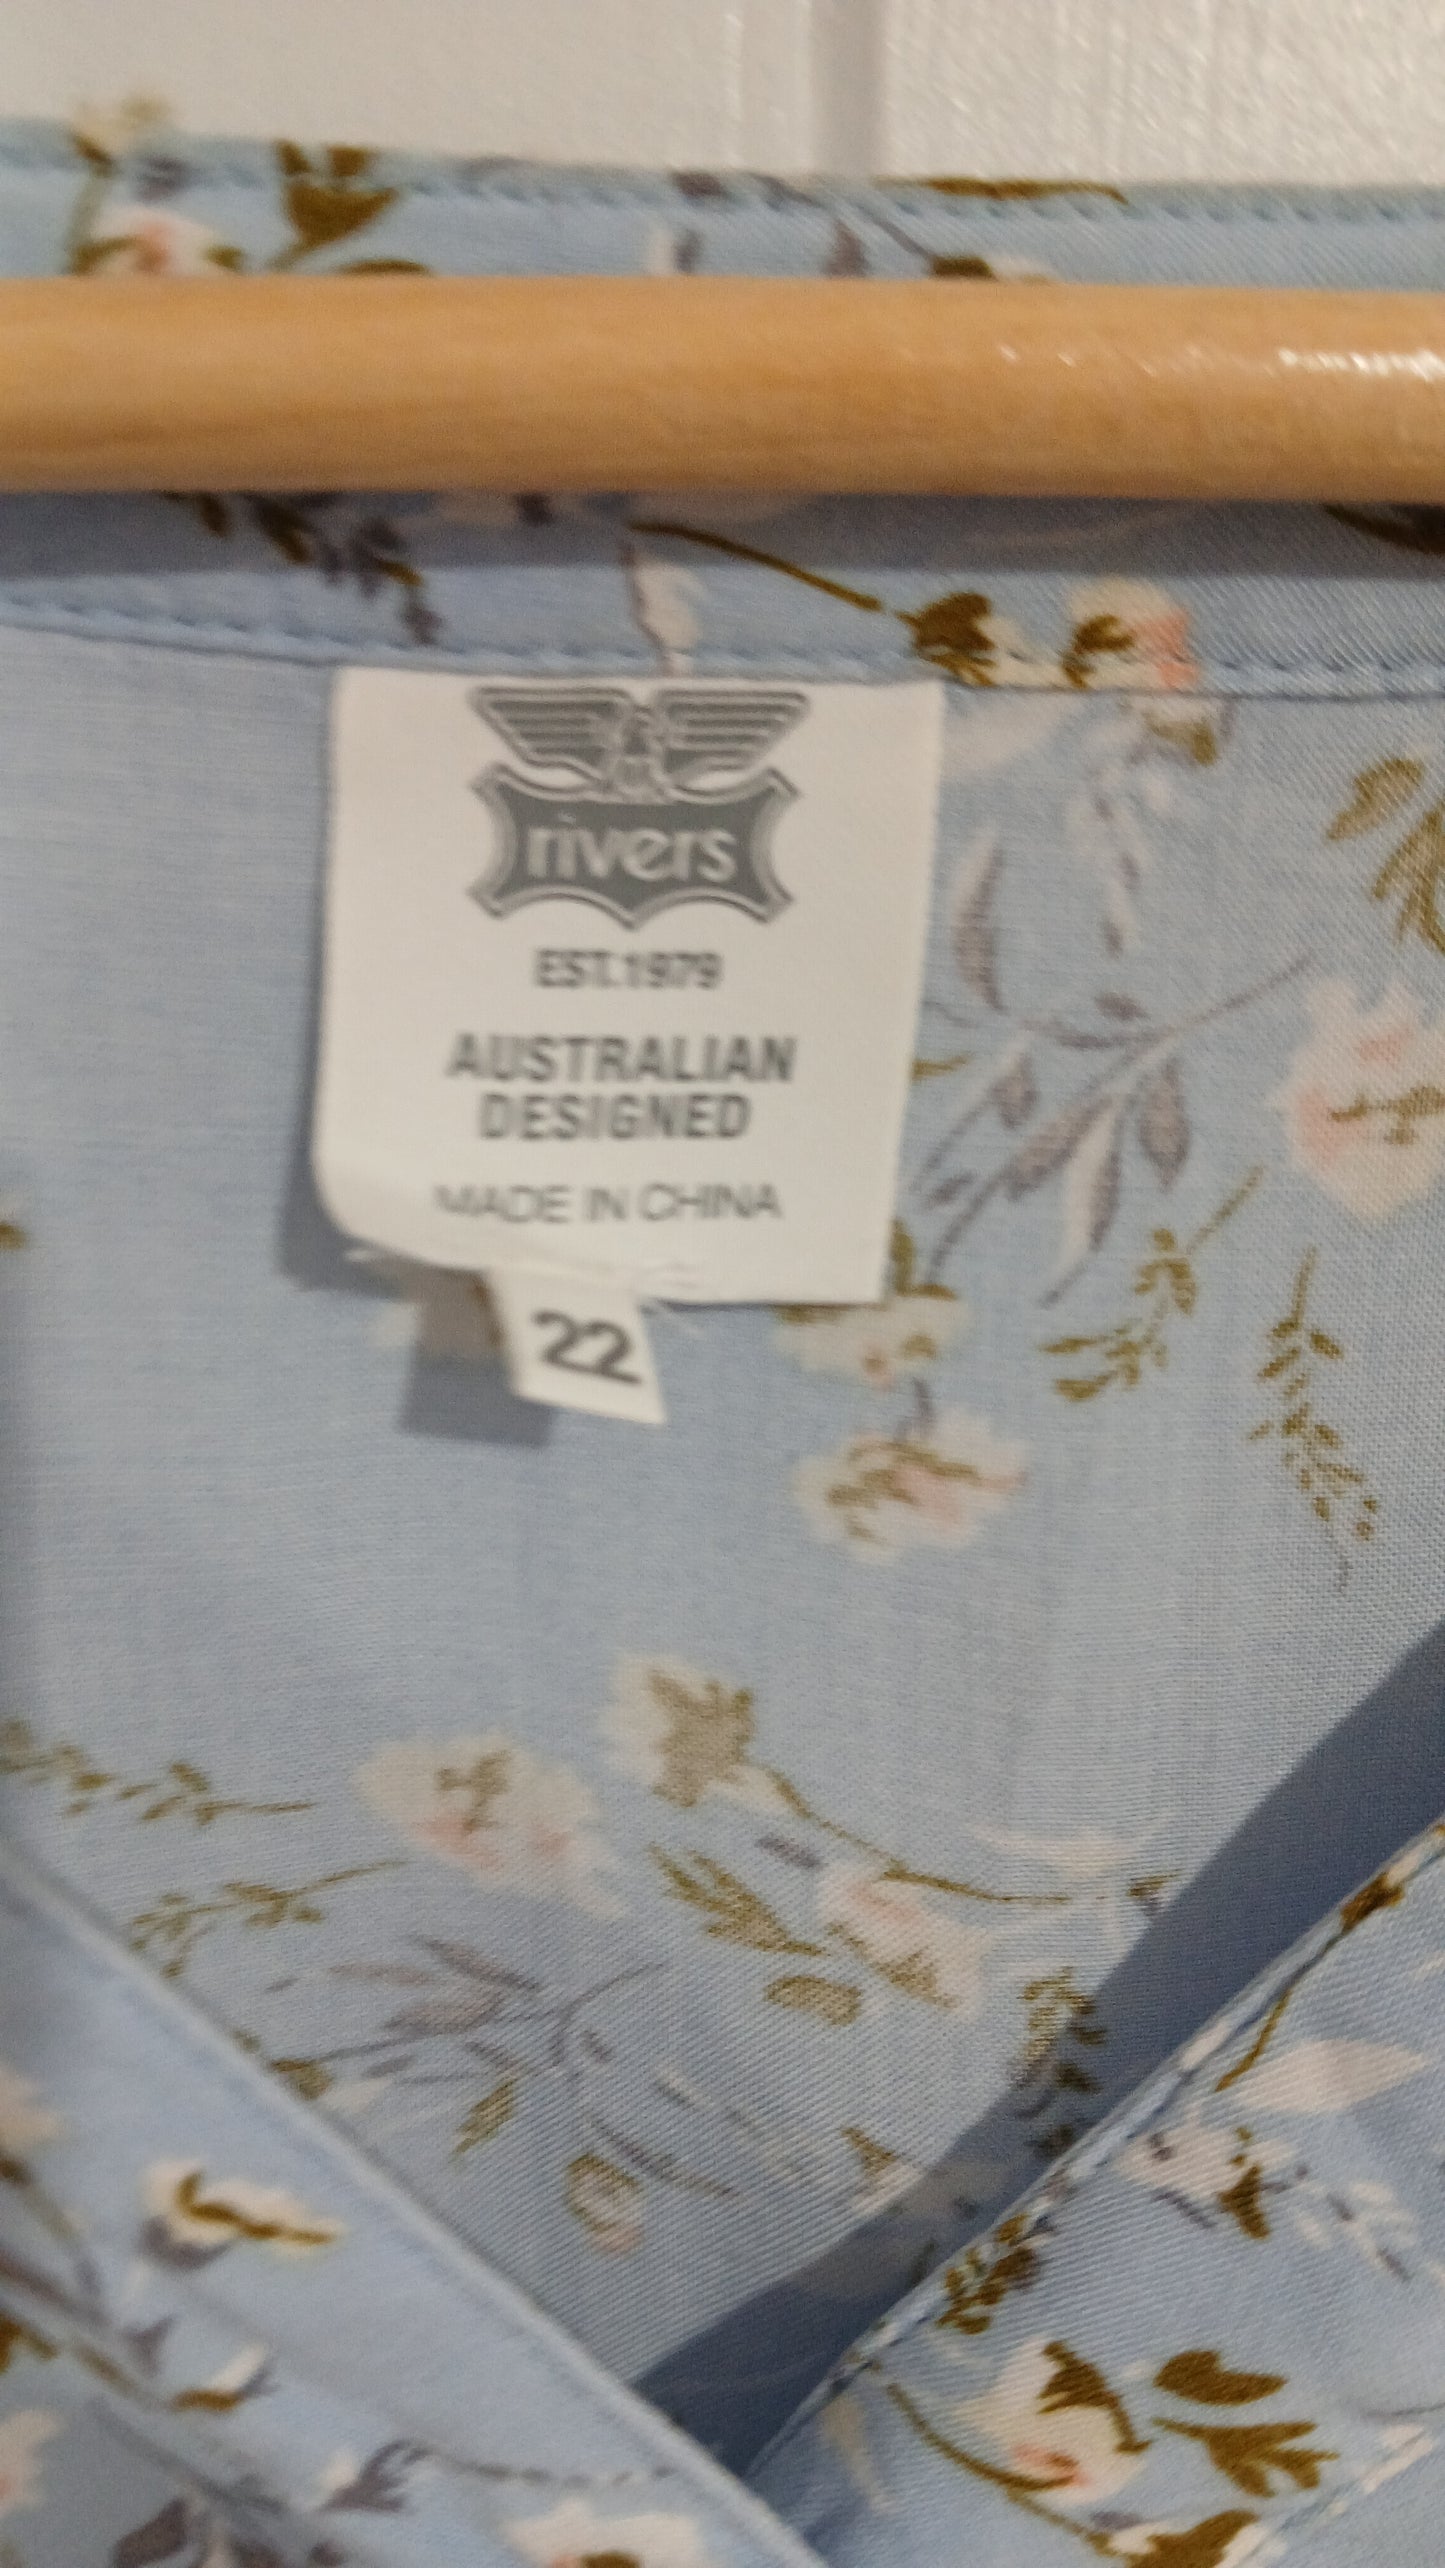 rivers
EST.1979
AUSTRALIAN
DESIGNED
MADE IN CHINA
22